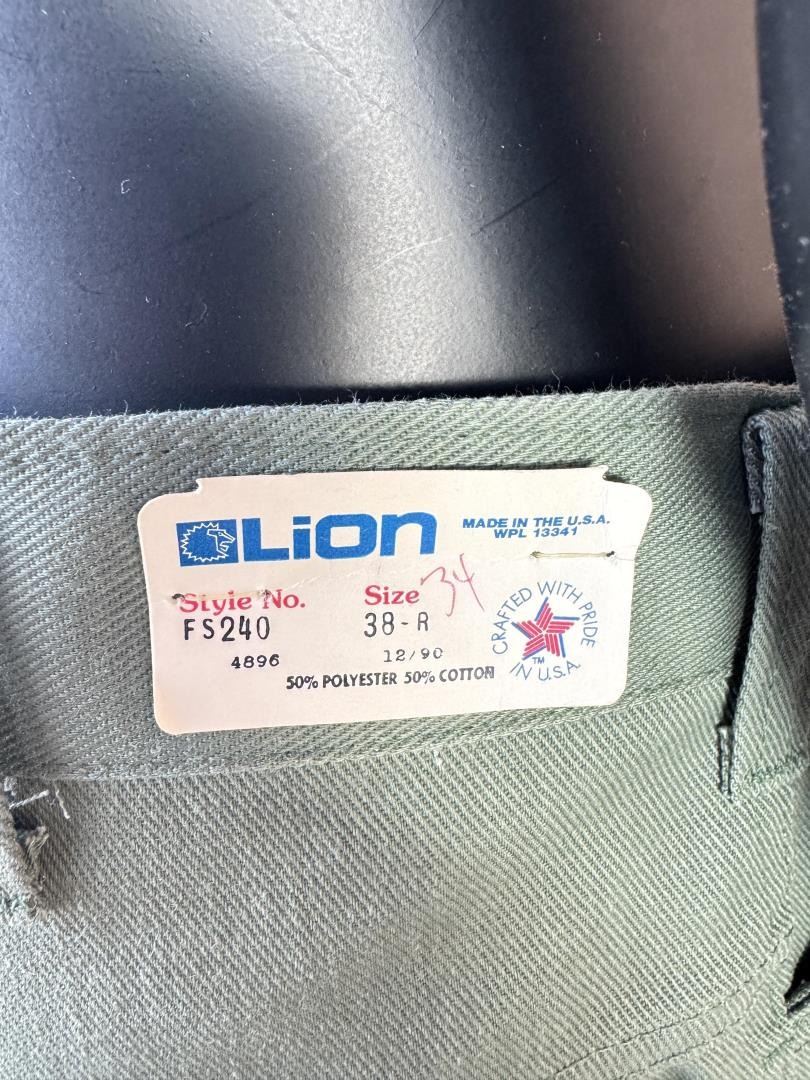 Lion
MADE IN THE U.S.A.
WPL 13341
Style No.
Size 34
FS240
38-R
4896
12/90
50% POLYESTER 50% COTTON
CRAFTED WITH PRIDE
IN U.S.A.
TM